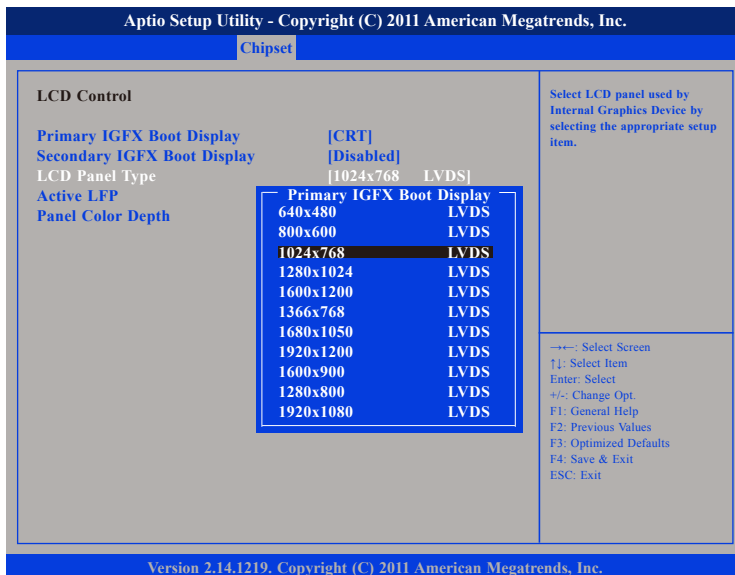 Aptio Setup Utility - Copyright (C) 2011 American Megatrends, Inc.
Chipset
LCD Control
Primary IGFX Boot Display [CRT]
Secondary IGFX Boot Display [Disabled]
LCD Panel Type [1024x768 LVDS]
Active LFP
Panel Color Depth
Primary IGFX Boot Display
640x480 LVDS
800x600 LVDS
1024x768 LVDS
1280x1024 LVDS
1600x1200 LVDS
1366x768 LVDS
1680x1050 LVDS
1920x1200 LVDS
1600x900 LVDS
1280x800 LVDS
1920x1080 LVDS
Select LCD panel used by
Internal Graphics Device by
selecting the appropriate setup
item.
→←: Select Screen
↑↓: Select Item
Enter: Select
+/-: Change Opt.
F1: General Help
F2: Previous Values
F3: Optimized Defaults
F4: Save & Exit
ESC: Exit
Version 2.14.1219. Copyright (C) 2011 American Megatrends, Inc.